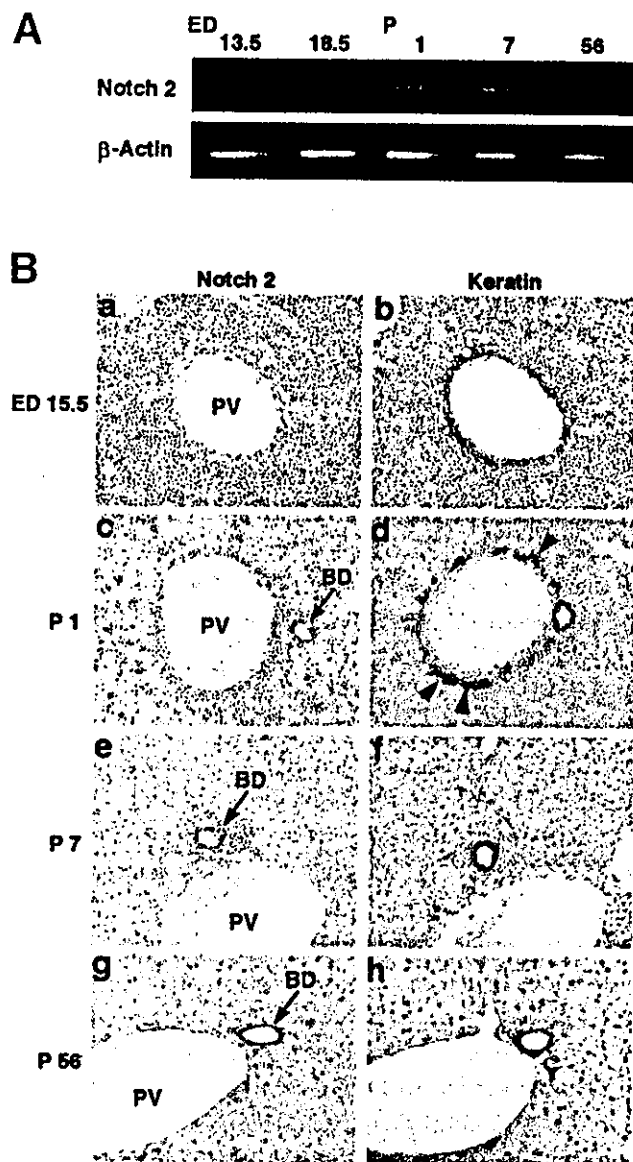 A
ED P
13.5 18.5 1 7 56
Notch 2
β-Actin
B
Notch 2 Keratin
a b
ED 15.5
PV
c d
P 1
BD
PV
e f
P 7
BD
PV
g h
P 56
BD
PV